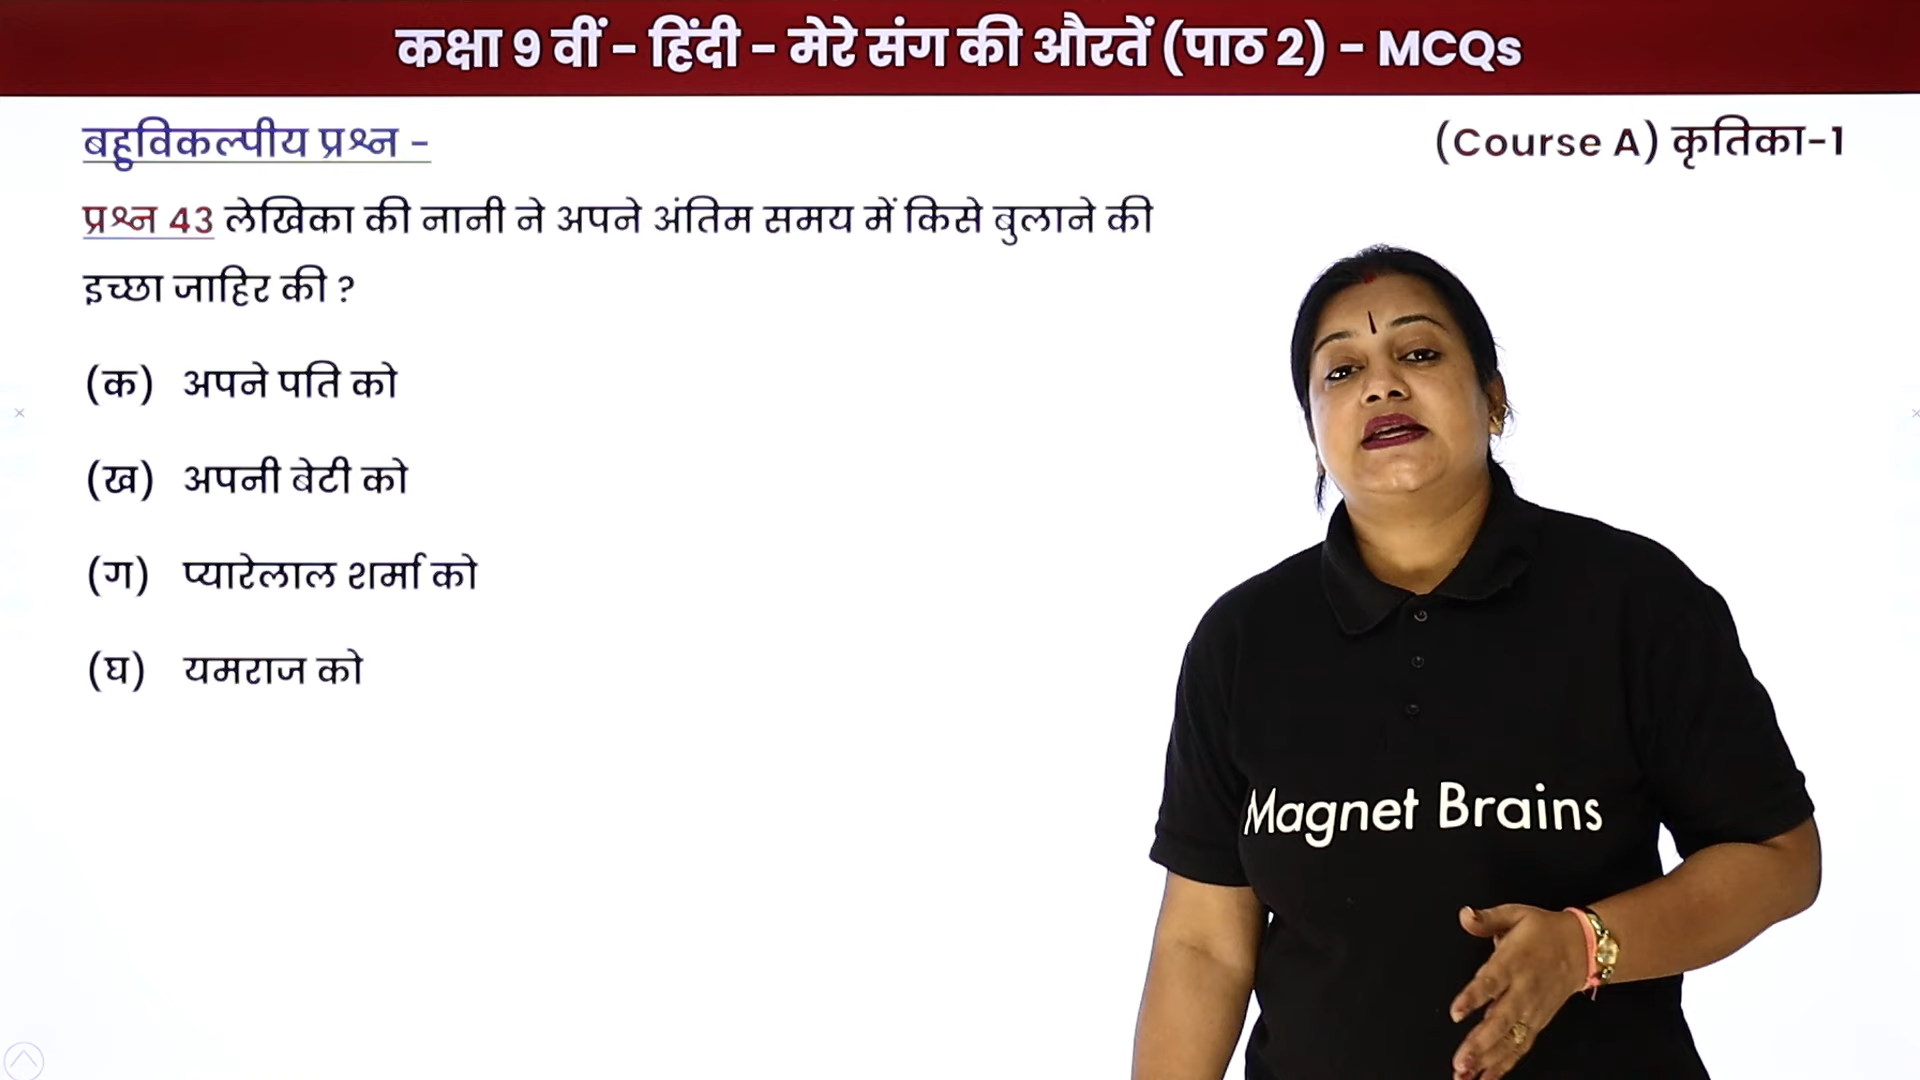 कक्षा 9 वीं – हिंदी – मेरे संग की औरतें (पाठ 2) – MCQs
बहुविकल्पीय प्रश्न –
(Course A) कृतिका-1
प्रश्न 43 लेखिका की नानी ने अपने अंतिम समय में किसे बुलाने की
इच्छा जाहिर की ?
(क) अपने पति को
(ख) अपनी बेटी को
(ग) प्यारेलाल शर्मा को
(घ) यमराज को
Magnet Brains